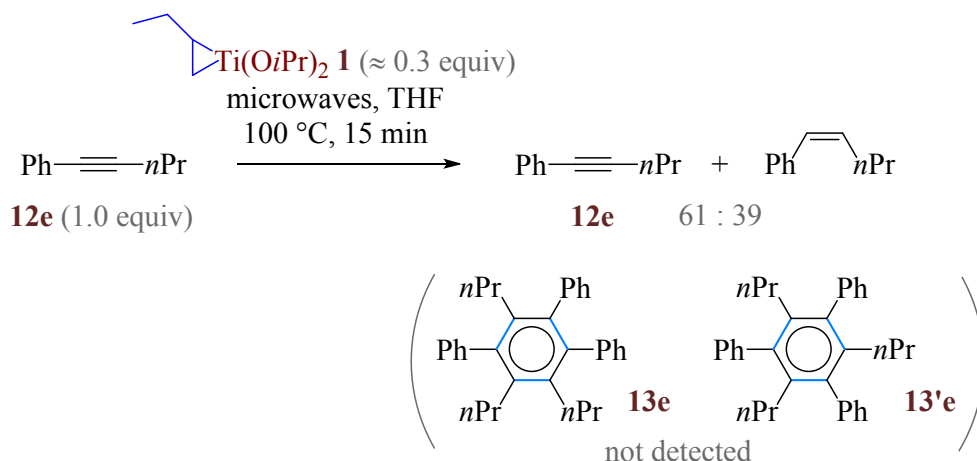 Ti(OiPr)2 1 (≈ 0.3 equiv)
microwaves, THF
100 °C, 15 min
Ph nPr
12e (1.0 equiv)
Ph nPr + Ph nPr
12e 61 : 39
nPr Ph nPr Ph
Ph Ph Ph nPr
nPr nPr 13e nPr Ph 13'e
not detected